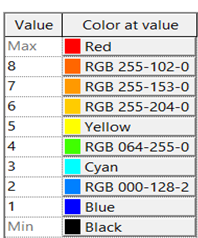 Value Color at value
Max Red
8 RGB 255-102-0
7 RGB 255-153-0
6 RGB 255-204-0
5 Yellow
4 RGB 064-255-0
3 Cyan
2 RGB 000-128-2
1 Blue
Min Black